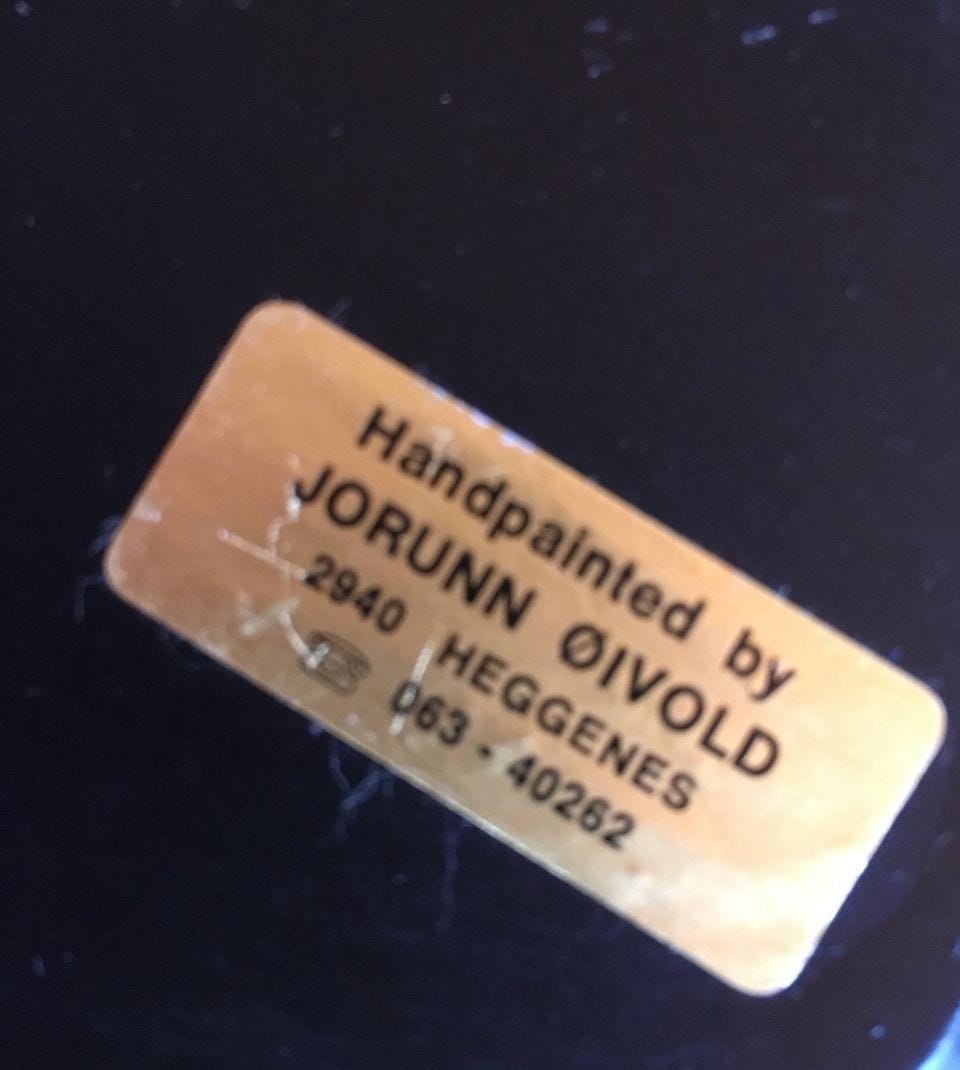 Handpainted by
JORUNN ØIVOLD
2940 HEGGENES
063 - 40262